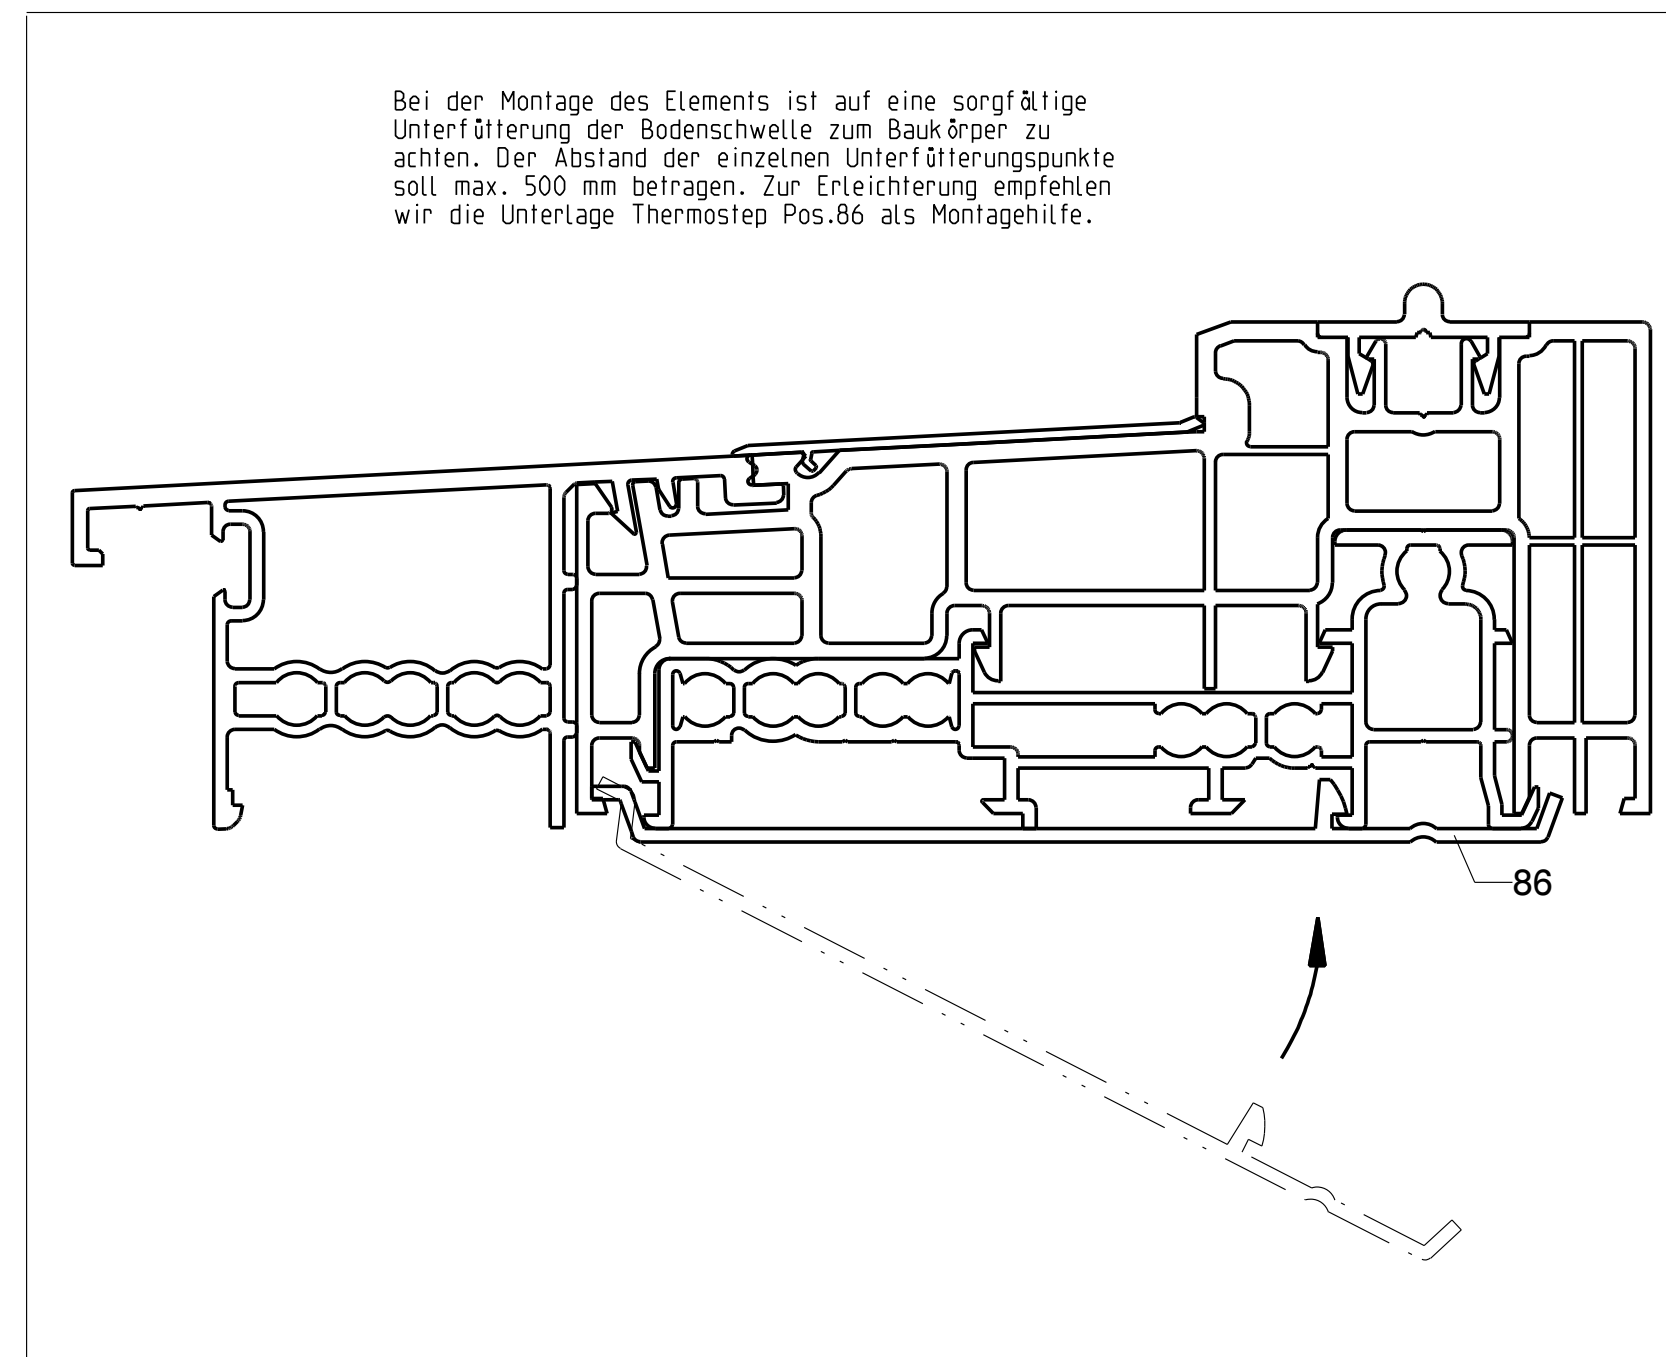 Bei der Montage des Elements ist auf eine sorgfältige
Unterfütterung der Bodenschwelle zum Baukörper zu
achten. Der Abstand der einzelnen Unterfütterungspunkte
soll max. 500 mm betragen. Zur Erleichterung empfehlen
wir die Unterlage Thermostep Pos.86 als Montagehilfe.
86